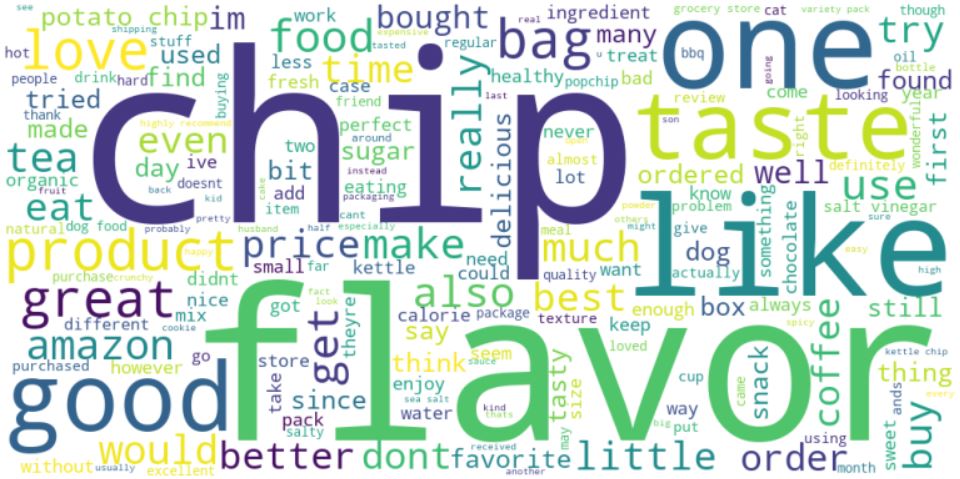 see
potato chip
im
work
bought
ingredient
grocery store
cat
variety pack
though
shipping
real
expensive
tasted
hot
love
stuff
used
food
regular
bag
many
one
try
people
less
time
u
treat
bbq
oil
bottle
drink
hard
find
fresh
case
healthy
bad
going
found
tried
buying
friend
popchip
come
looking
year
thank
chip
really
last
review
taste
made
highly recommend
perfect
never
son
right
wonderful
first
even
two
around
open
tea
ive
sugar
delicious
almost
ordered
well
definitely
organic
day
bit
instead
lot
use
fruit
back
doesnt
cake
eating
packaging
powder
know
eat
kid
add
cant
others
problem
something
chocolate
salt vinegar
pretty
item
especially
might
give
sure
natural
dog food
probably
husband
half
meal
like
product
happy
price
make
need
much
dog
easy
purchase
crunchy
didnt
small
far
kettle
could
quality
want
actually
high
great
nice
fact
got
look
also
best
enough
box
always
still
different
mix
get
theyre
calorie
package
texture
keep
coffee
amazon
cookie
flavor
say
loved
spicy
purchased
go
store
think
seem
sauce
tasty
size
snack
kettle chip
however
take
enjoy
cup
came
thing
good
since
sea salt
water
kind
thats
way
put
sweet
ands
buy
every
pack
salty
may
big
using
would
better
dont
favorite
received
little
order
month
without
usually
excellent
another